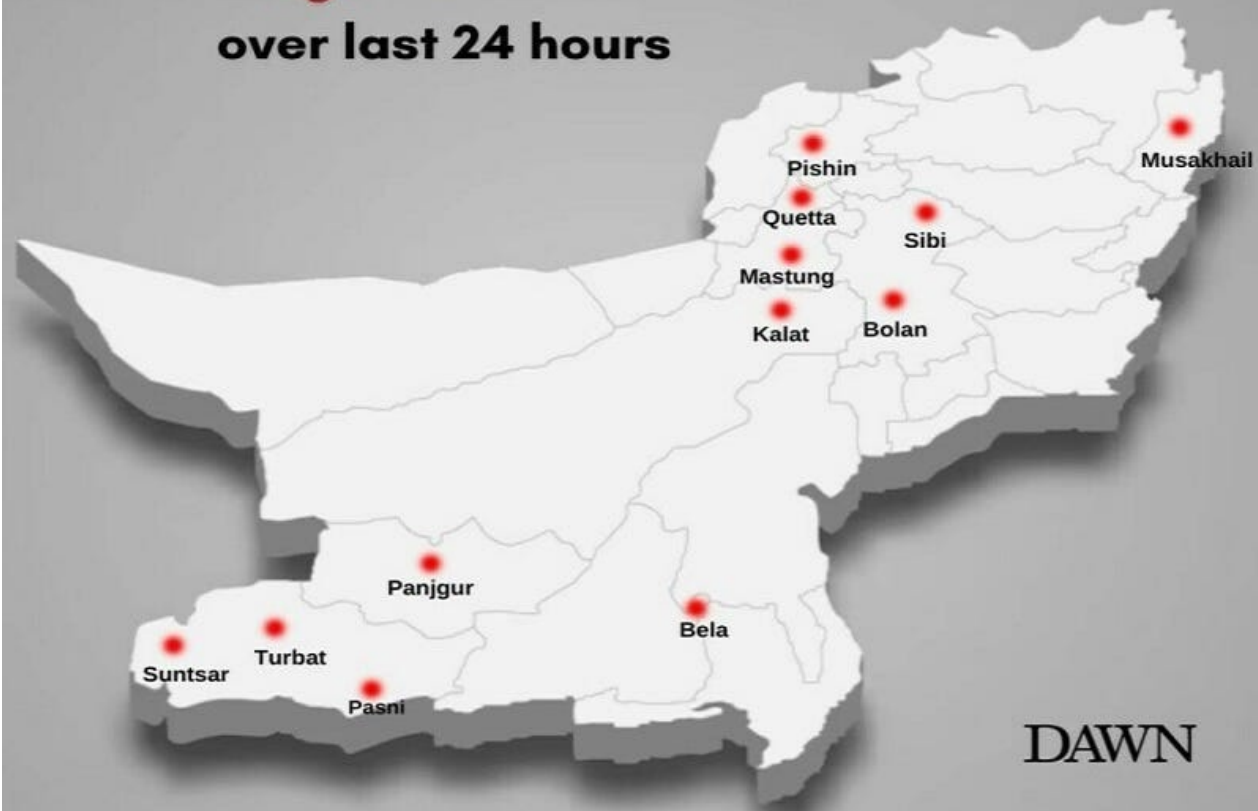 over last 24 hours
Musakhail
Pishin
Quetta
Sibi
Mastung
Kalat
Bolan
Panjgur
Bela
Turbat
Suntsar
Pasni
DAWN